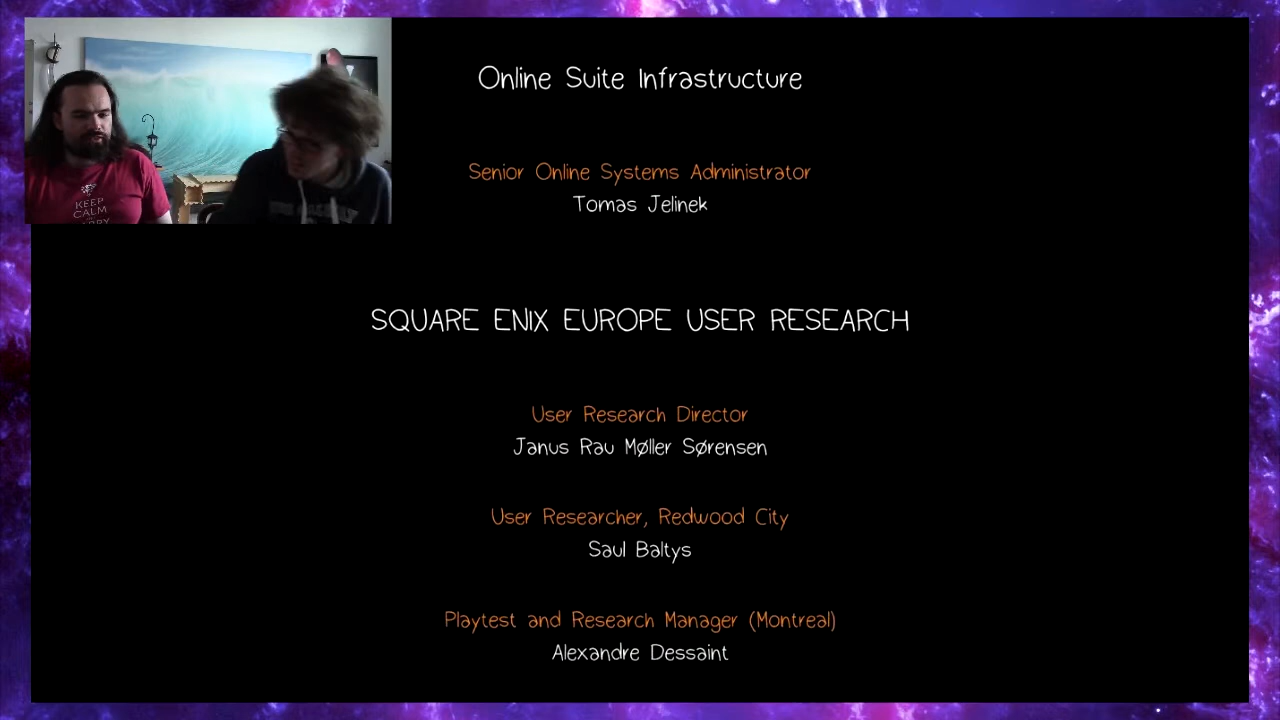 Online Suite Infrastructure
Senior Online Systems Administrator
Tomas Jelinek
KEEP
CALM
SQUARE ENIX EUROPE USER RESEARCH
User Research Director
Janus Rau Møller Sørensen
User Researcher, Redwood City
Saul Baltys
Playtest and Research Manager (Montreal)
Alexandre Dessaint